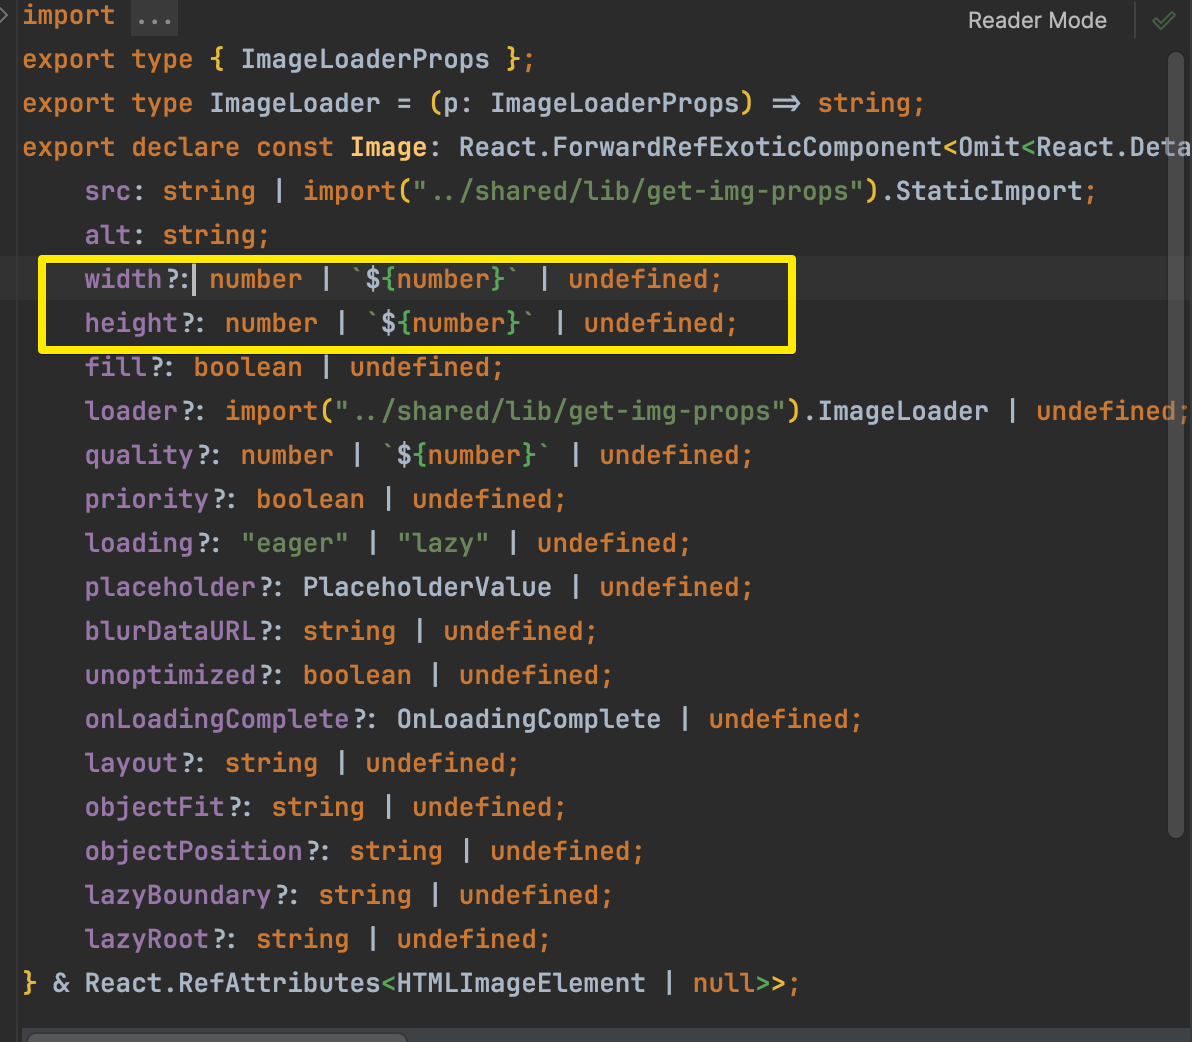 import ...
Reader Mode
export type { ImageLoaderProps };
export type ImageLoader = (p: ImageLoaderProps) => string;
export declare const Image: React.ForwardRefExoticComponent<Omit<React.Deta
src: string | import("../shared/lib/get-img-props").StaticImport;
alt: string;
width?: number | `${number}` | undefined;
height?: number | `${number}` | undefined;
fill?: boolean | undefined;
loader?: import("../shared/lib/get-img-props").ImageLoader | undefined;
quality?: number | `${number}` | undefined;
priority?: boolean | undefined;
loading?: "eager" | "lazy" | undefined;
placeholder?: PlaceholderValue | undefined;
blurDataURL?: string | undefined;
unoptimized?: boolean | undefined;
onLoadingComplete?: OnLoadingComplete | undefined;
layout?: string | undefined;
objectFit?: string | undefined;
objectPosition?: string | undefined;
lazyBoundary?: string | undefined;
lazyRoot?: string | undefined;
} & React.RefAttributes<HTMLImageElement | null>>;